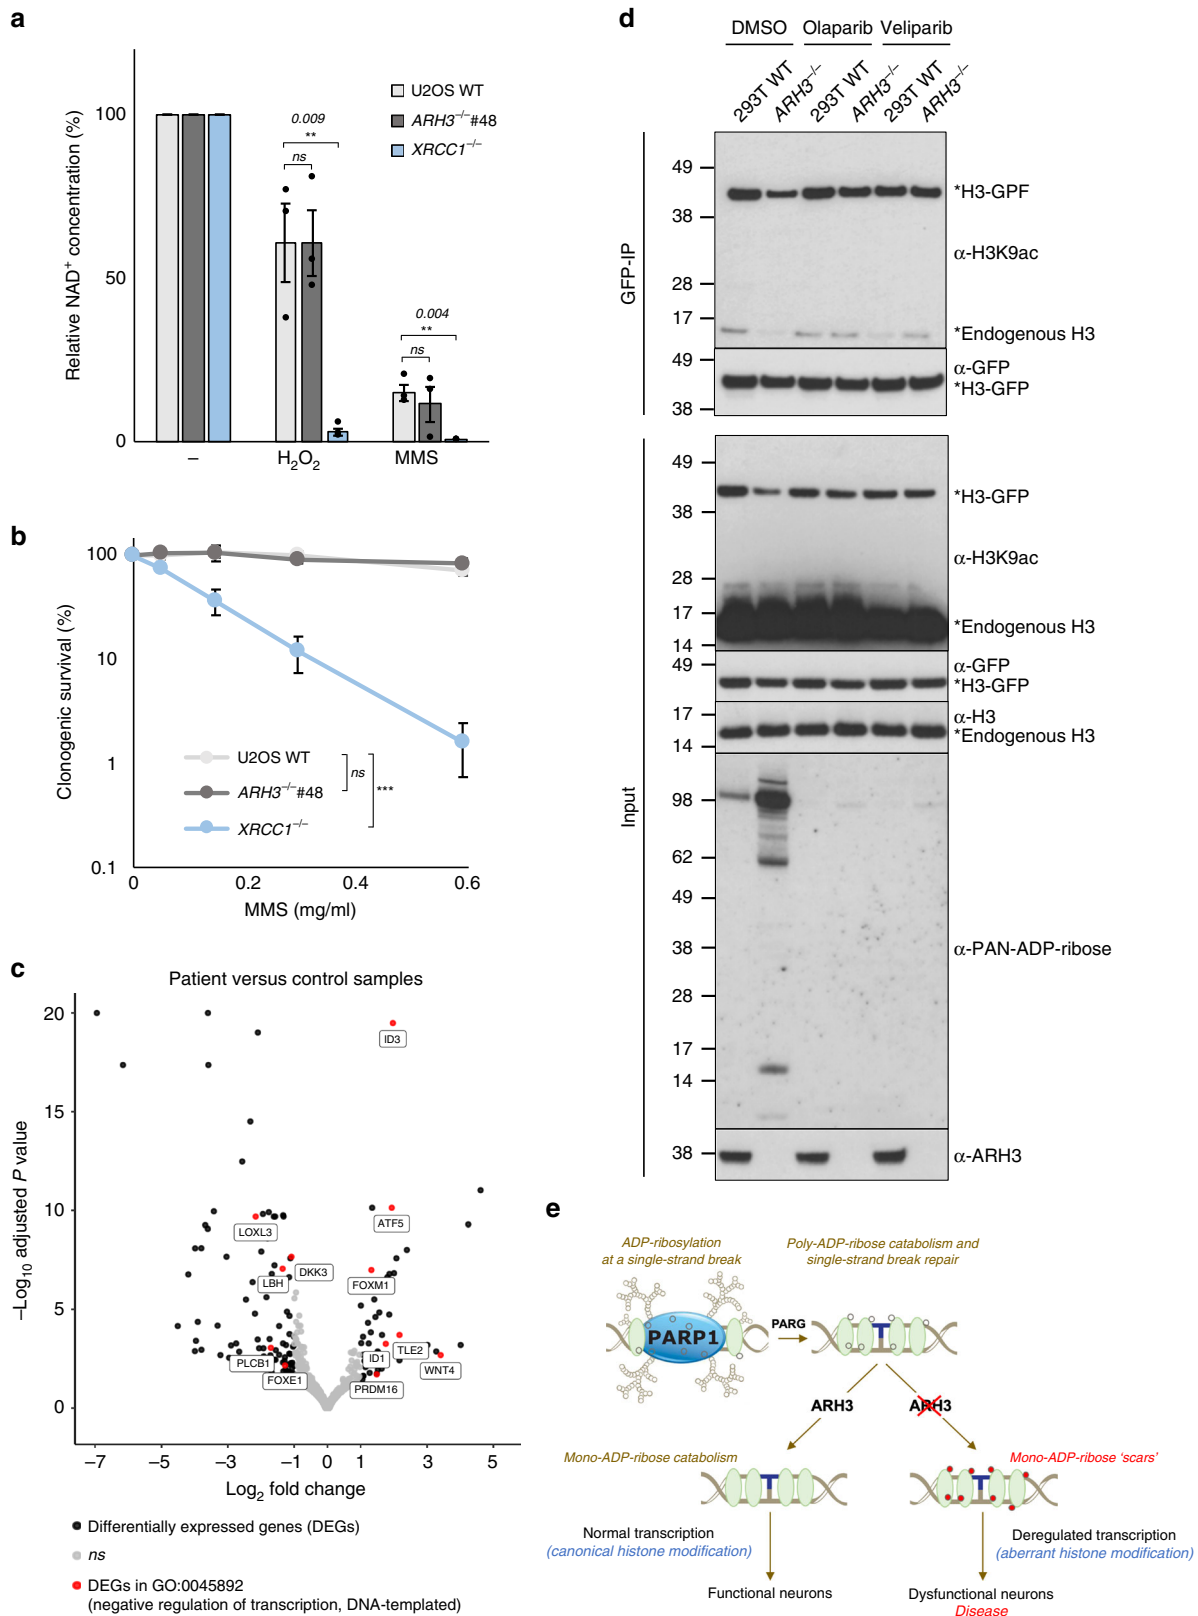 a
Relative NAD⁺ concentration (%)
100
50
0
U2OS WT
ARH3⁻/⁻#48
XRCC1⁻/⁻
0.009
**
ns
0.004
**
ns
–
H₂O₂
MMS
b
Clonogenic survival (%)
100
10
1
0.1
U2OS WT
ARH3⁻/⁻#48
XRCC1⁻/⁻
ns
***
0
0.2
0.4
0.6
MMS (mg/ml)
c
Patient versus control samples
–Log₁₀ adjusted P value
20
15
10
5
0
ID3
LOXL3
ATF5
DKK3
LBH
FOXM1
PLCB1
ID1
TLE2
WNT4
FOXE1
PRDM16
–7
–5
–3
–1
0
1
3
5
Log₂ fold change
Differentially expressed genes (DEGs)
ns
DEGs in GO:0045892
(negative regulation of transcription, DNA-templated)
d
DMSO
Olaparib
Veliparib
293T WT
ARH3⁻/⁻
293T WT
ARH3⁻/⁻
293T WT
ARH3⁻/⁻
GFP-IP
49
38
28
17
*H3-GPF
α-H3K9ac
*Endogenous H3
49
38
α-GFP
*H3-GFP
Input
49
38
28
17
14
*H3-GFP
α-H3K9ac
*Endogenous H3
49
α-GFP
*H3-GFP
17
14
α-H3
*Endogenous H3
98
62
49
38
28
17
14
α-PAN-ADP-ribose
38
α-ARH3
e
ADP-ribosylation
at a single-strand break
Poly-ADP-ribose catabolism and
single-strand break repair
PARP1
PARG
ARH3
ARH3
Mono-ADP-ribose catabolism
Mono-ADP-ribose 'scars'
Normal transcription
(canonical histone modification)
Deregulated transcription
(aberrant histone modification)
Functional neurons
Dysfunctional neurons
Disease